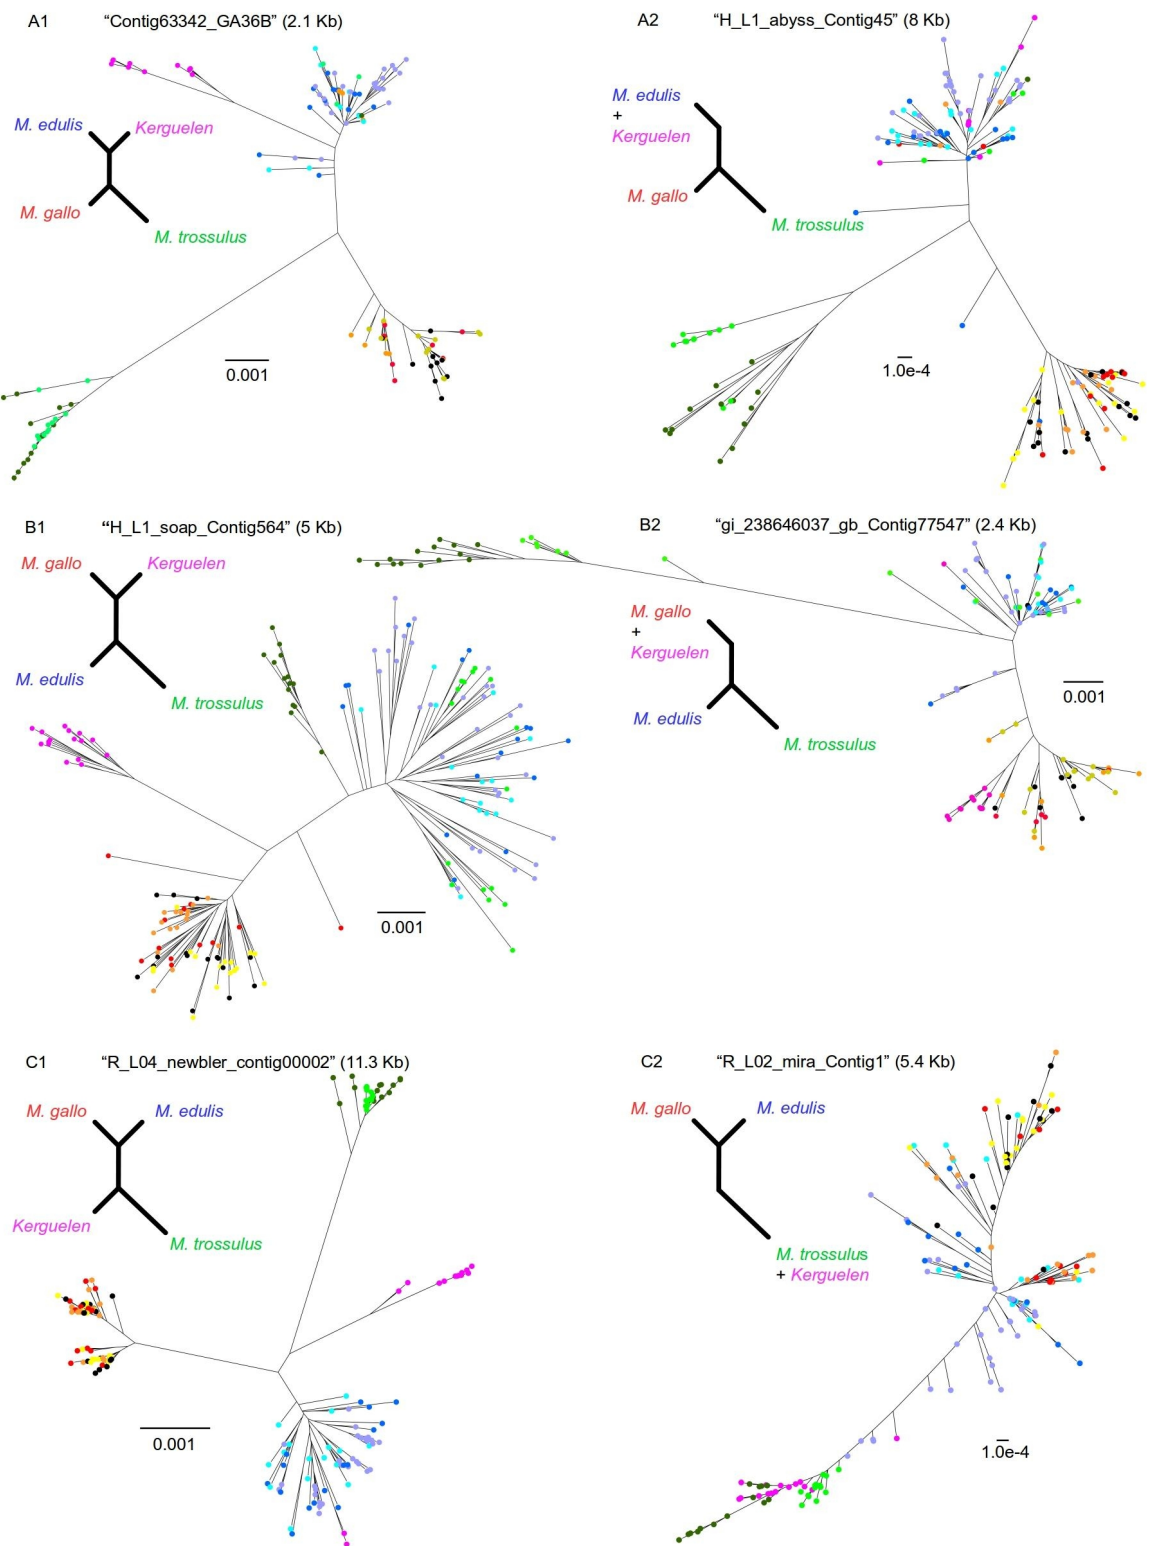 A1 “Contig63342_GA36B” (2.1 Kb)
M. edulis
Kerguelen
M. gallo
M. trossulus
0.001
A2 “H_L1_abyss_Contig45” (8 Kb)
M. edulis
+
Kerguelen
M. gallo
M. trossulus
1.0e-4
B1 “H_L1_soap_Contig564” (5 Kb)
M. gallo
Kerguelen
M. edulis
M. trossulus
0.001
B2 “gi_238646037_gb_Contig77547” (2.4 Kb)
M. gallo
+
Kerguelen
M. edulis
M. trossulus
0.001
C1 “R_L04_newbler_contig00002” (11.3 Kb)
M. gallo
M. edulis
Kerguelen
M. trossulus
0.001
C2 “R_L02_mira_Contig1” (5.4 Kb)
M. gallo
M. edulis
M. trossulus
+ Kerguelen
1.0e-4